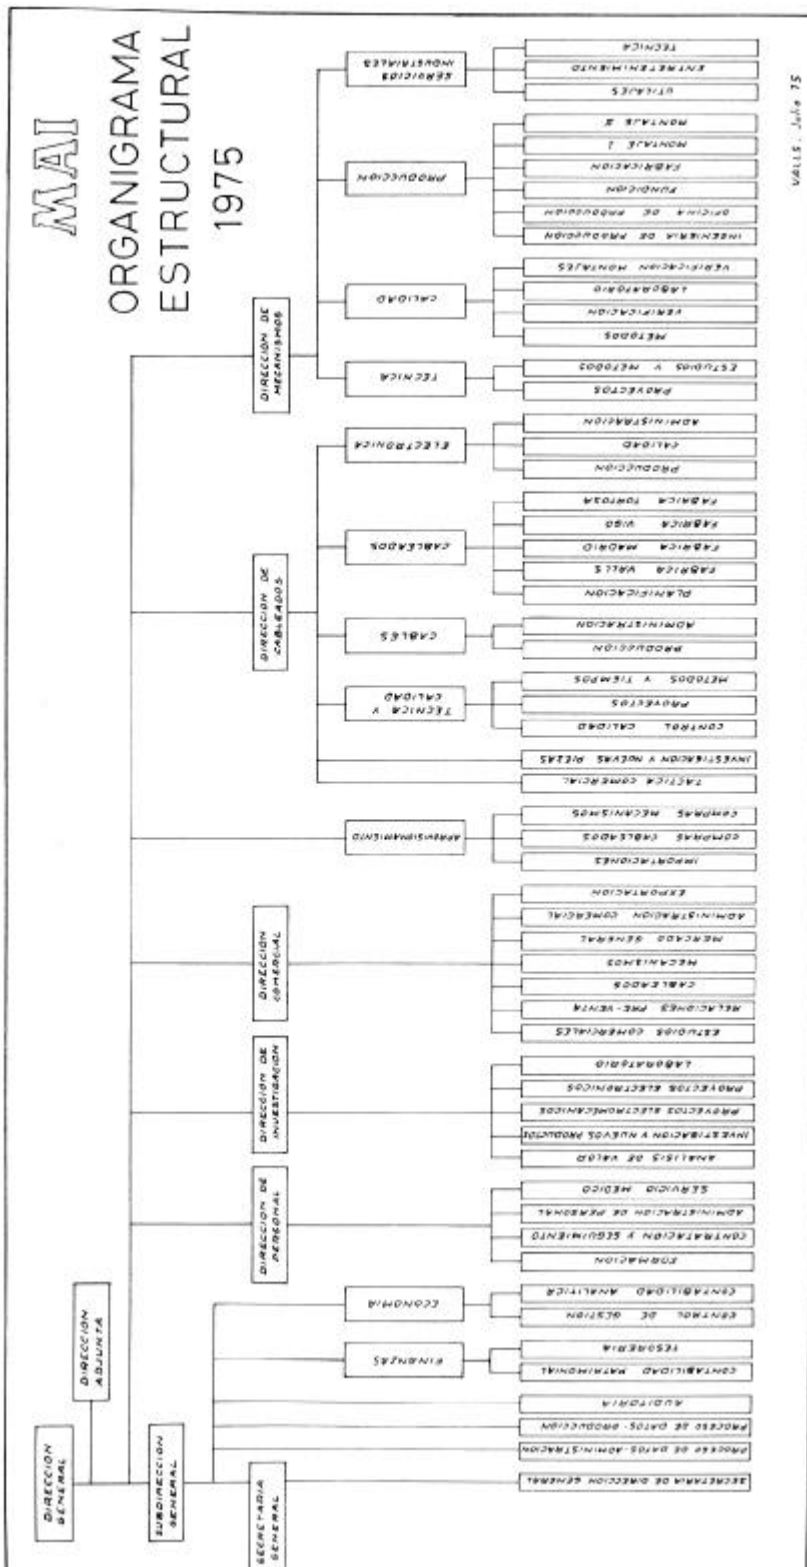 MAI
ORGANIGRAMA
ESTRUCTURAL
1975
DIRECCION
GENERAL
DIRECCION
ADJUNTA
SUBDIRECCION
GENERAL
SECRETARIA
GENERAL
SECRETARIA DE DIRECCION GENERAL
PROCESO DE DATOS-ADMINISTRACION
PROCESO DE DATOS-PRODUCCION
AUDITORIA
FINANZAS
CONTABILIDAD MATRIMONIAL
TESORERIA
ECONOMIA
CONTROL DE GESTION
CONTABILIDAD ANALITICA
DIRECCION DE
PERSONAL
FORMACION
CONTRATACION Y SEGUIMIENTO
ADMINISTRACION DE PERSONAL
SERVICIO MEDICO
DIRECCION DE
INVESTIGACION
ANALISIS DE VALOR
INVESTIGACION Y NUEVOS PRODUCTOS
PROYECTOS ELECTROMECANICOS
PROYECTOS ELECTRONICOS
LABORATORIO
DIRECCION
COMERCIAL
ESTUDIOS COMERCIALES
RELACIONES PRE-VENTA
CABLEADOS
MECANISMOS
MERCADO GENERAL
ADMINISTRACION COMERCIAL
EXPORTACION
APROVISIONAMIENTO
IMPORTACIONES
COMPRAS CABLEADOS
COMPRAS MECANISMOS
DIRECCION DE
CABLEADOS
TACTICA COMERCIAL
INVESTIGACION Y NUEVAS PIEZAS
TECNICA Y
CALIDAD
CONTROL CALIDAD
PROYECTOS
METODOS Y TIEMPOS
CABLES
PRODUCCION
ADMINISTRACION
CABLEADOS
PLANIFICACION
FABRICA VALLS
FABRICA MADRID
FABRICA VIGO
FABRICA TORTOSA
ELECTRONICA
PRODUCCION
CALIDAD
ADMINISTRACION
DIRECCION DE
MECANISMOS
TECNICA
PROYECTOS
ESTUDIOS Y METODOS
CALIDAD
METODOS
VERIFICACION
LABORATORIO
VERIFICACION MONTAJES
PRODUCCION
INGENIERIA DE PRODUCCION
OFICINA DE PRODUCCION
FUNDICION
FABRICACION
MONTAJE 1
MONTAJE 2
SERVICIOS
INDUSTRIALES
UTILLAJES
ENTRETENIMIENTO
TECNICA
VALLS. Julio 75